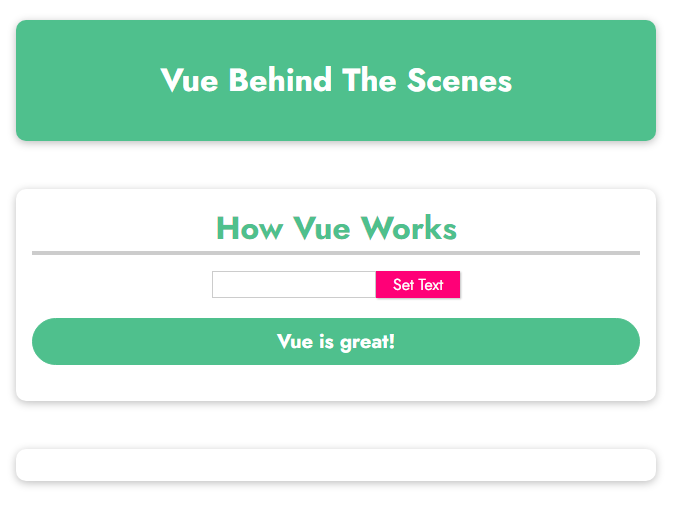 Vue Behind The Scenes
How Vue Works
Set Text
Vue is great!